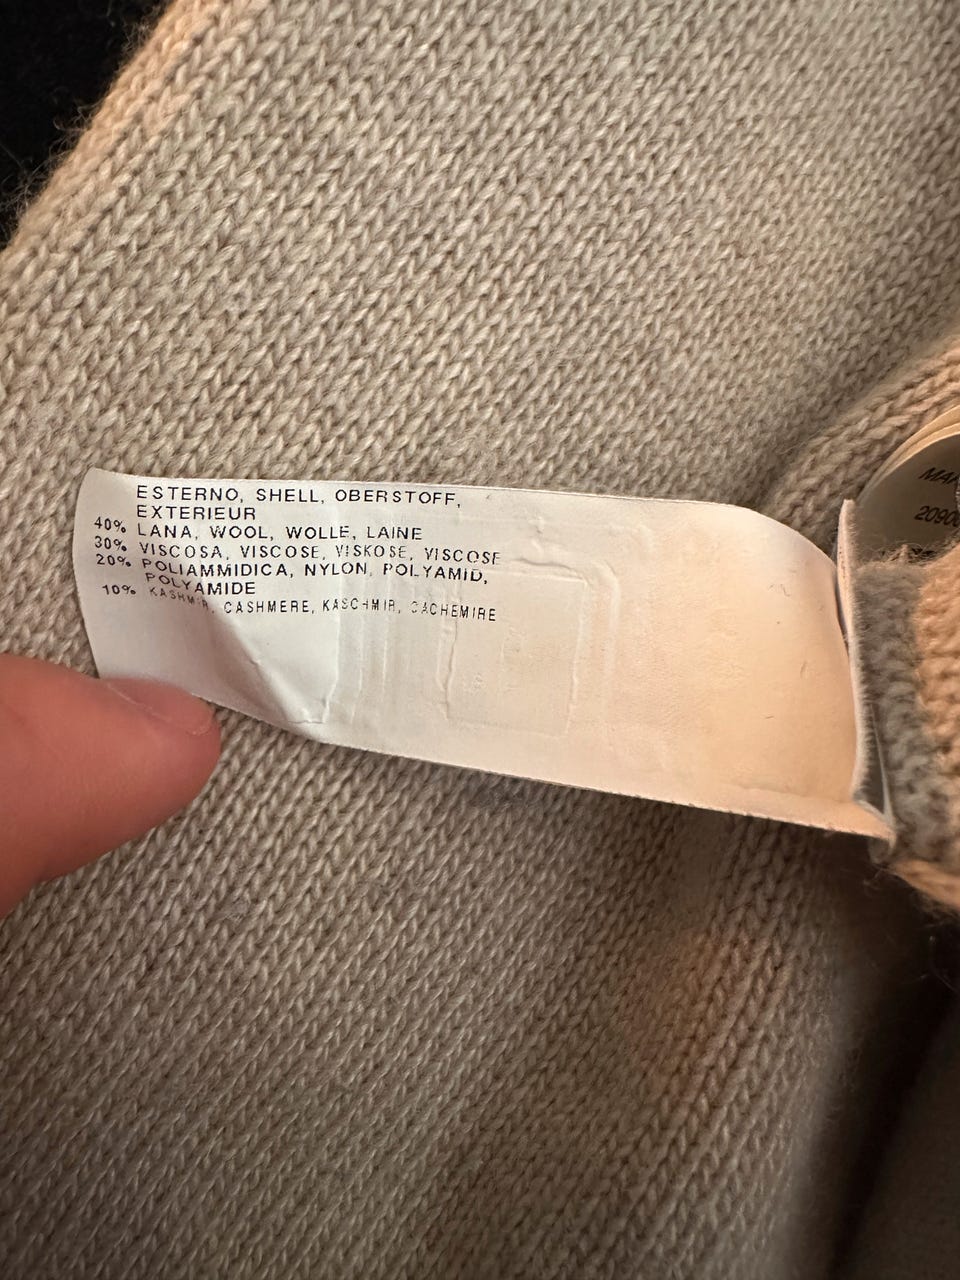 ESTERNO, SHELL, OBERSTOFF,
EXTERIEUR
40% LANA, WOOL, WOLLE, LAINE
30% VISCOSA, VISCOSE, VISKOSE, VISCOSE
20% POLIAMMIDICA, NYLON, POLYAMID,
POLYAMIDE
10% KASHMIR, CASHMERE, KASCHMIR, CACHEMIRE